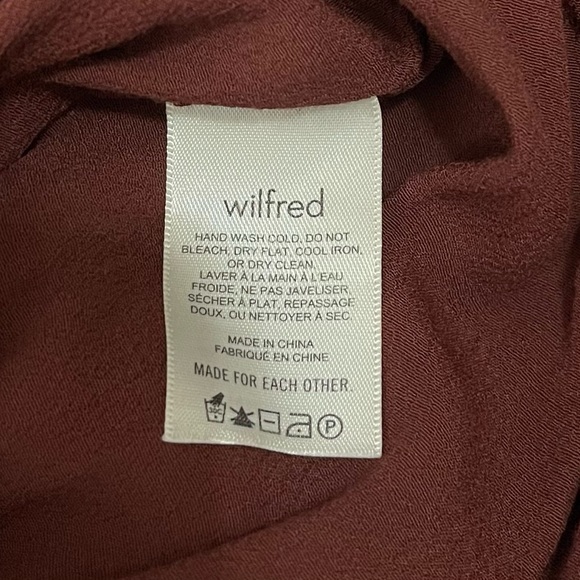 wilfred
HAND WASH COLD, DO NOT
BLEACH, DRY FLAT, COOL IRON,
OR DRY CLEAN
LAVER À LA MAIN À L'EAU
FROIDE, NE PAS JAVELISER,
SÉCHER À PLAT, REPASSAGE
DOUX, OU NETTOYER À SEC
MADE IN CHINA
FABRIQUÉ EN CHINE
MADE FOR EACH OTHER.
30C P